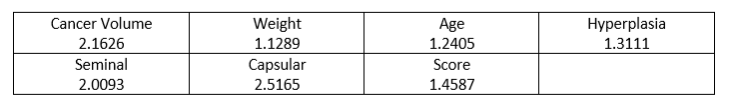 Cancer Volume Weight Age Hyperplasia
2.1626 1.1289 1.2405 1.3111
Seminal Capsular Score
2.0093 2.5165 1.4587